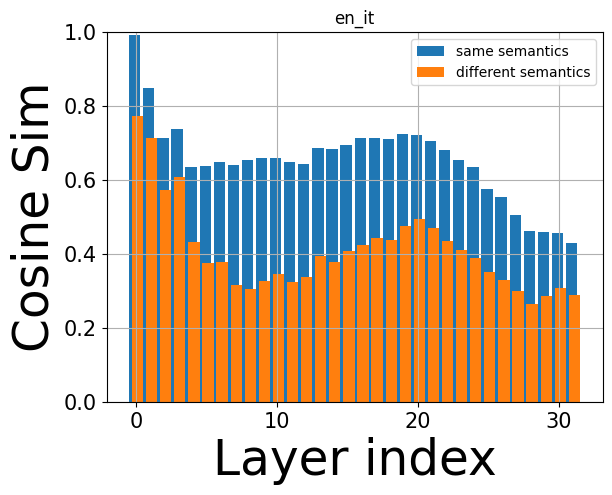 en_it
same semantics
different semantics
Cosine Sim
1.0
0.8
0.6
0.4
0.2
0.0
0 10 20 30
Layer index